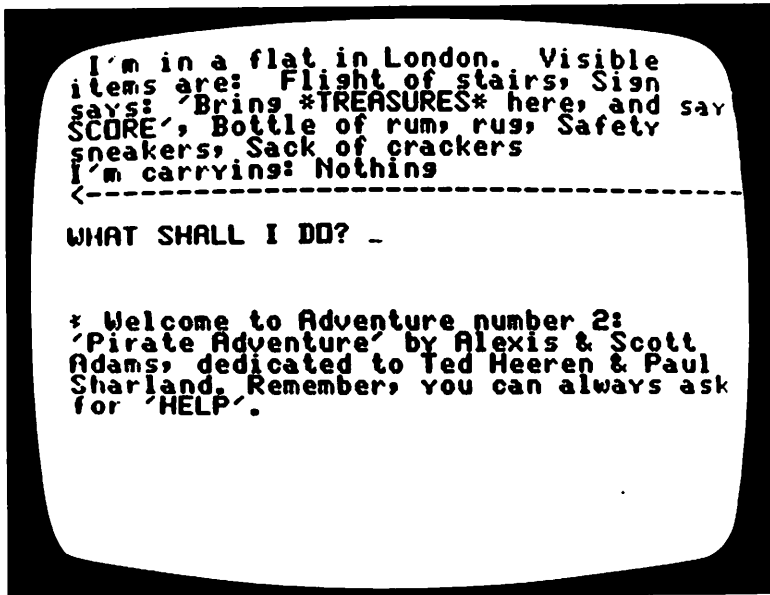 I'm in a flat in London. Visible
items are: Flight of stairs, Sign
says: 'Bring *TREASURES* here, and say
SCORE', Bottle of rum, rug, Safety
sneakers, Sack of crackers
I'm carrying: Nothing
<-----------------------------------------
WHAT SHALL I DO? _
* Welcome to Adventure number 2:
'Pirate Adventure' by Alexis & Scott
Adams, dedicated to Ted Heeren & Paul
Sharland. Remember, you can always ask
for 'HELP'.